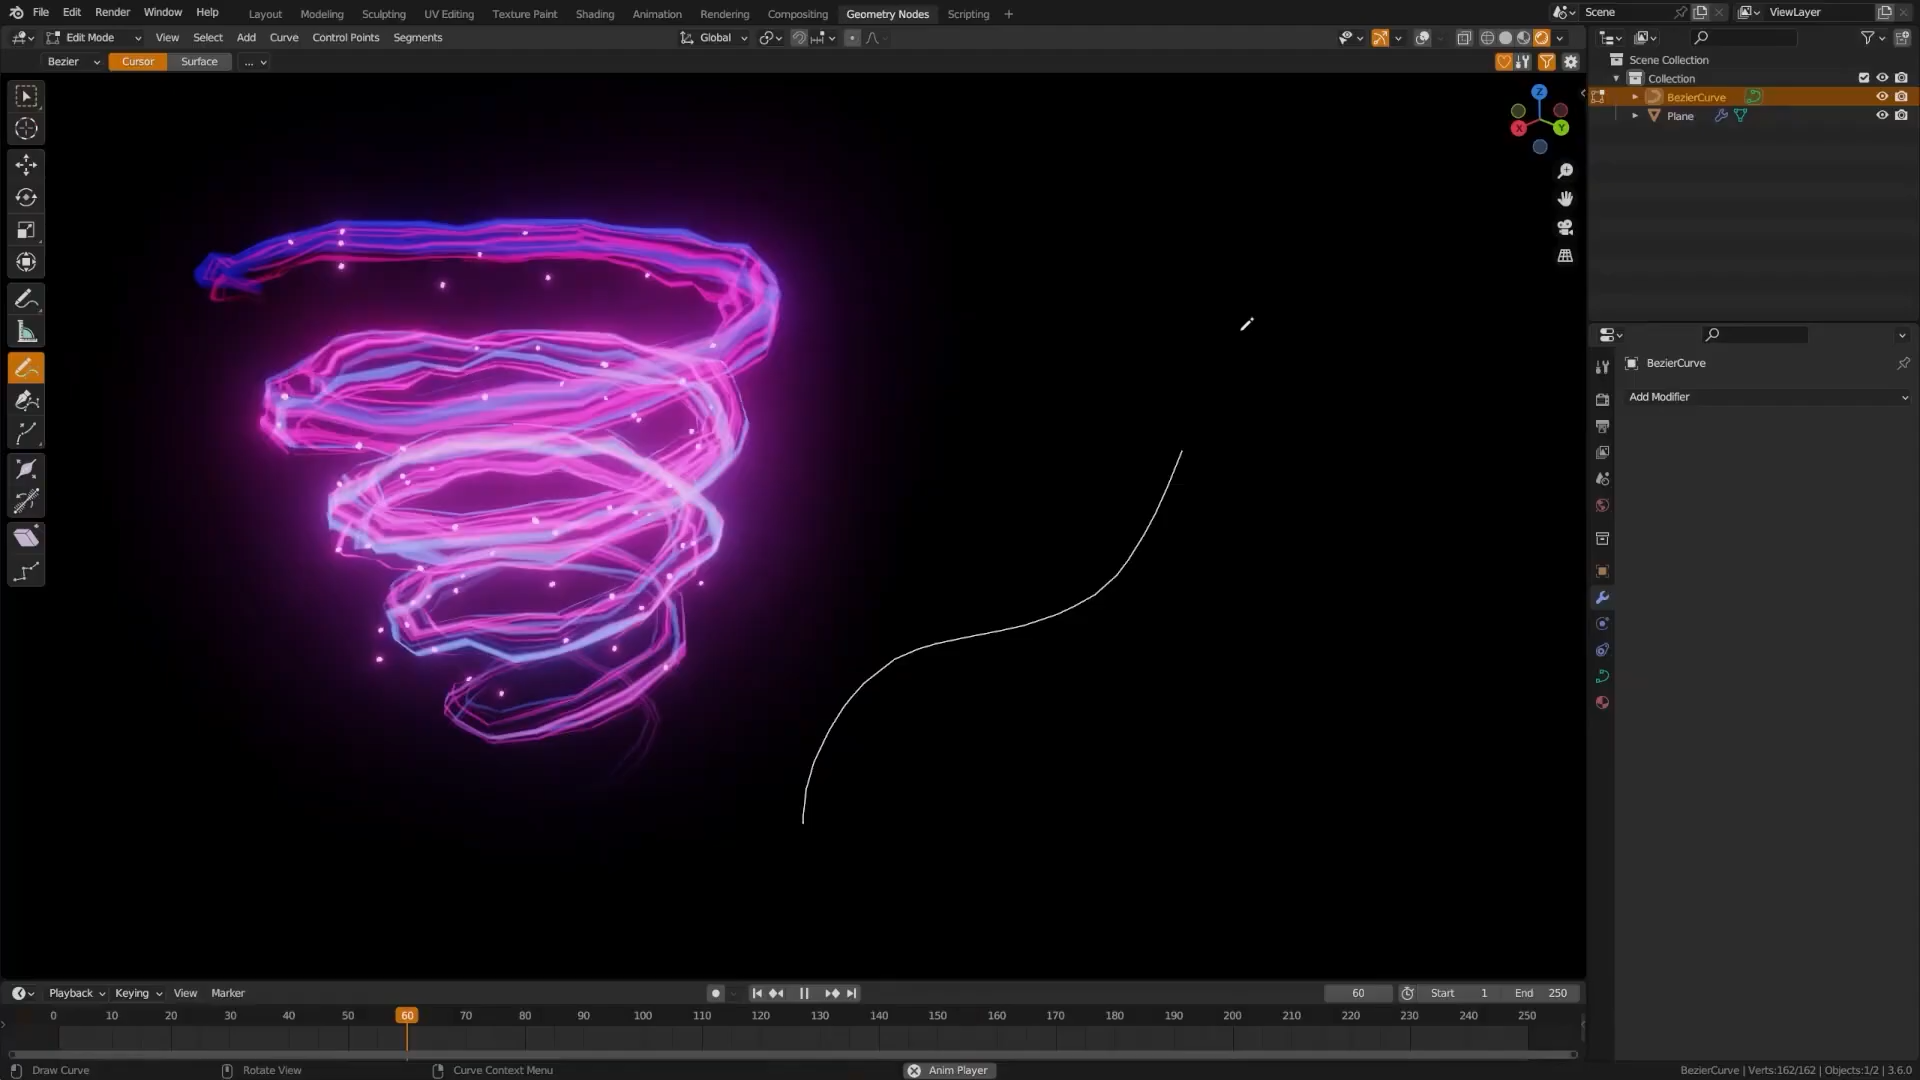 File Edit Render Window Help Layout Modeling Sculpting UV Editing Texture Paint Shading Animation Rendering Compositing Geometry Nodes Scripting + Scene ViewLayer
Edit Mode View Select Add Curve Control Points Segments Global
Bezier Cursor Surface ...
Scene Collection
Collection
BezierCurve
Plane
Z
X
Y
BezierCurve
Add Modifier
Playback Keying View Marker 60 Start 1 End 250
0 10 20 30 40 50 60 70 80 90 100 110 120 130 140 150 160 170 180 190 200 210 220 230 240 250
Draw Curve Rotate View Curve Context Menu Anim Player BezierCurve | Verts:162/162 | Objects:1/2 | 3.6.0